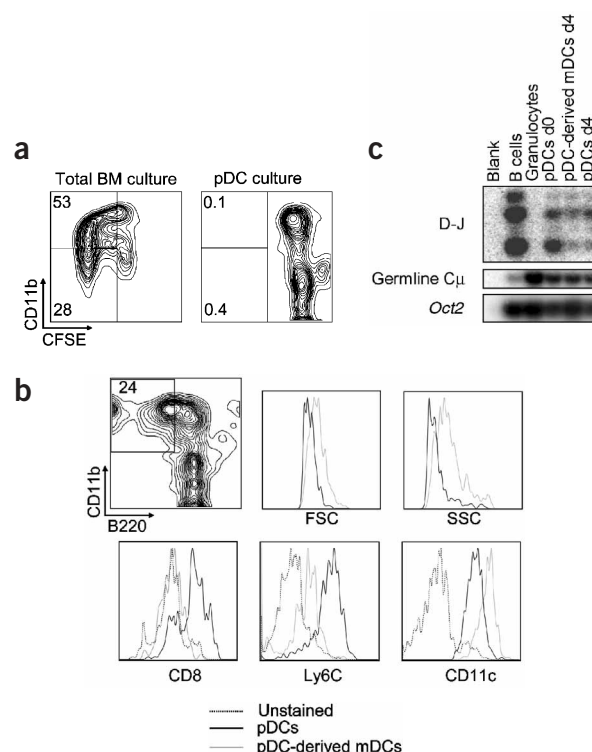 a
Total BM culture
pDC culture
53
28
0.1
0.4
CD11b
CFSE
c
Blank
B cells
Granulocytes
pDCs d0
pDC-derived mDCs d4
pDCs d4
D-J
Germline Cμ
Oct2
b
24
CD11b
B220
FSC
SSC
CD8
Ly6C
CD11c
Unstained
pDCs
pDC-derived mDCs